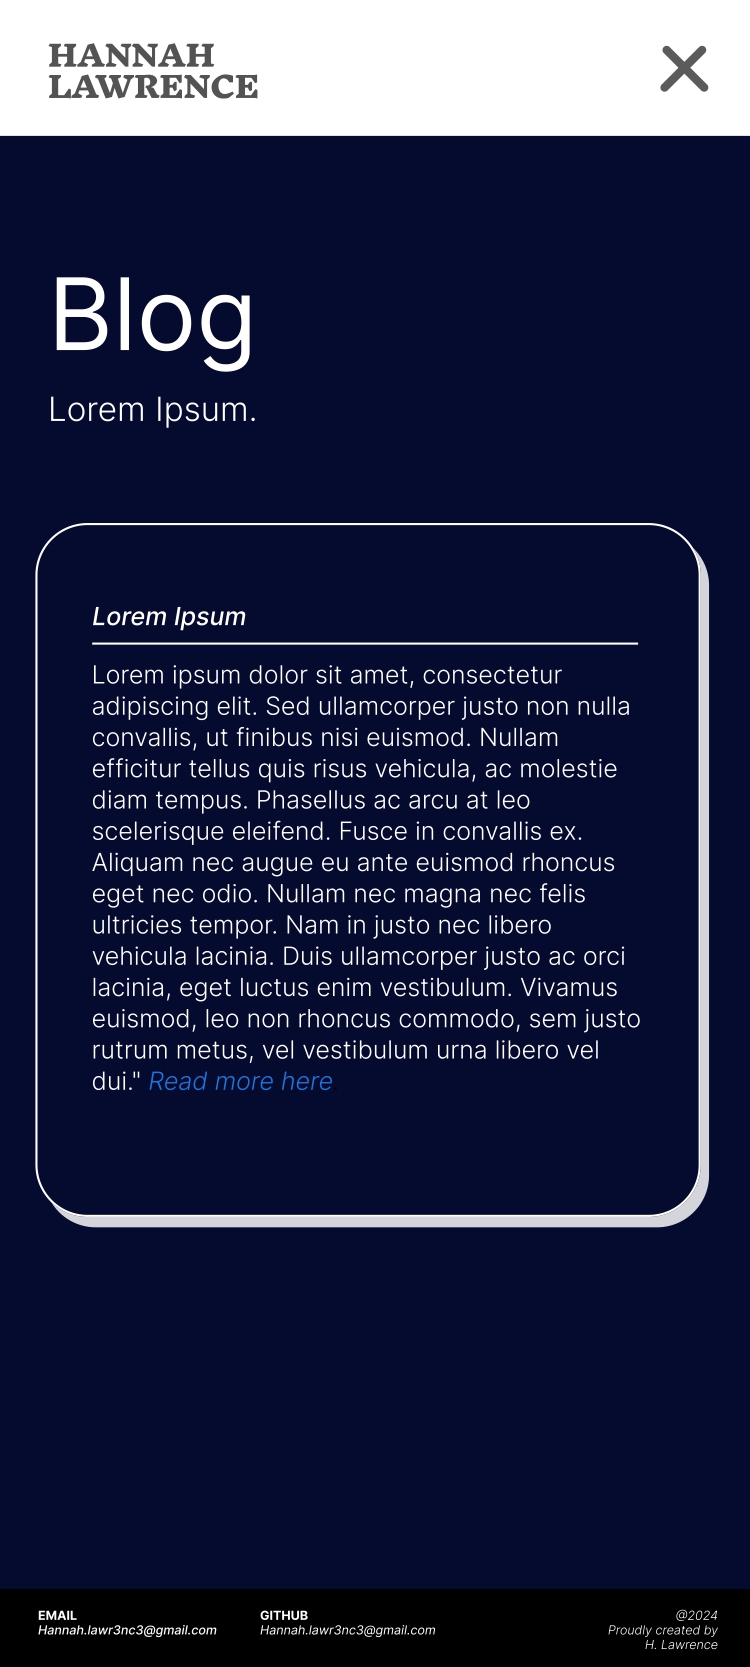 HANNAH
LAWRENCE
Blog
Lorem Ipsum.
Lorem Ipsum
Lorem ipsum dolor sit amet, consectetur
adipiscing elit. Sed ullamcorper justo non nulla
convallis, ut finibus nisi euismod. Nullam
efficitur tellus quis risus vehicula, ac molestie
diam tempus. Phasellus ac arcu at leo
scelerisque eleifend. Fusce in convallis ex.
Aliquam nec augue eu ante euismod rhoncus
eget nec odio. Nullam nec magna nec felis
ultricies tempor. Nam in justo nec libero
vehicula lacinia. Duis ullamcorper justo ac orci
lacinia, eget luctus enim vestibulum. Vivamus
euismod, leo non rhoncus commodo, sem justo
rutrum metus, vel vestibulum urna libero vel
dui." Read more here
EMAIL
Hannah.lawr3nc3@gmail.com
GITHUB
Hannah.lawr3nc3@gmail.com
@2024
Proudly created by
H. Lawrence